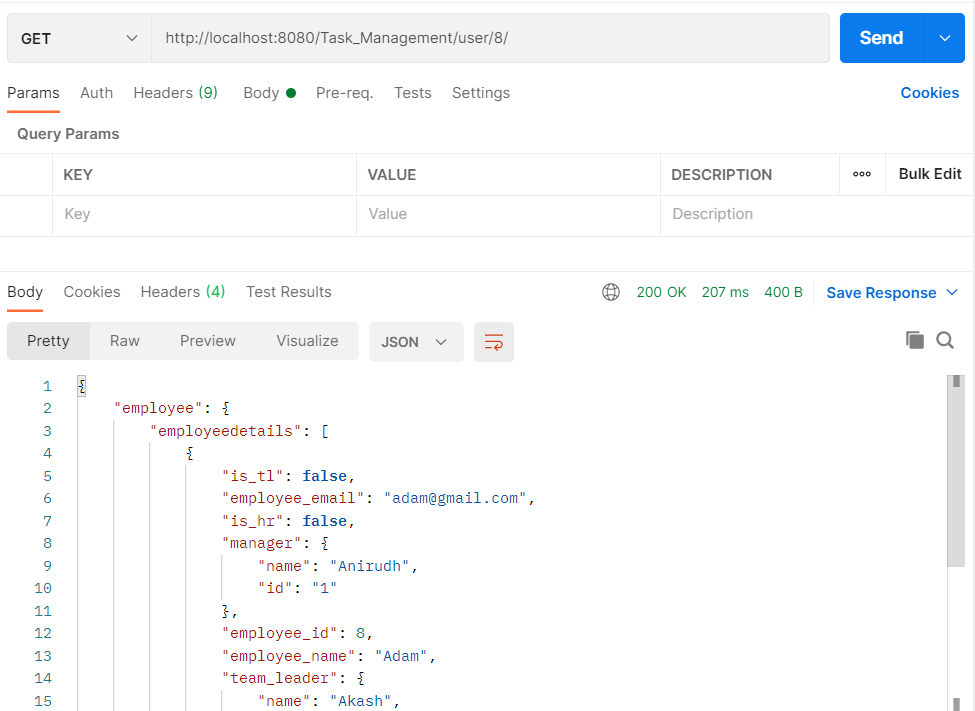 GET http://localhost:8080/Task_Management/user/8/ Send
Params Auth Headers (9) Body Pre-req. Tests Settings Cookies
Query Params
KEY VALUE DESCRIPTION ooo Bulk Edit
Key Value Description
Body Cookies Headers (4) Test Results 200 OK 207 ms 400 B Save Response
Pretty Raw Preview Visualize JSON
1 {
2 "employee": {
3 "employeedetails": [
4 {
5 "is_tl": false,
6 "employee_email": "adam@gmail.com",
7 "is_hr": false,
8 "manager": {
9 "name": "Anirudh",
10 "id": "1"
11 },
12 "employee_id": 8,
13 "employee_name": "Adam",
14 "team_leader": {
15 "name": "Akash",